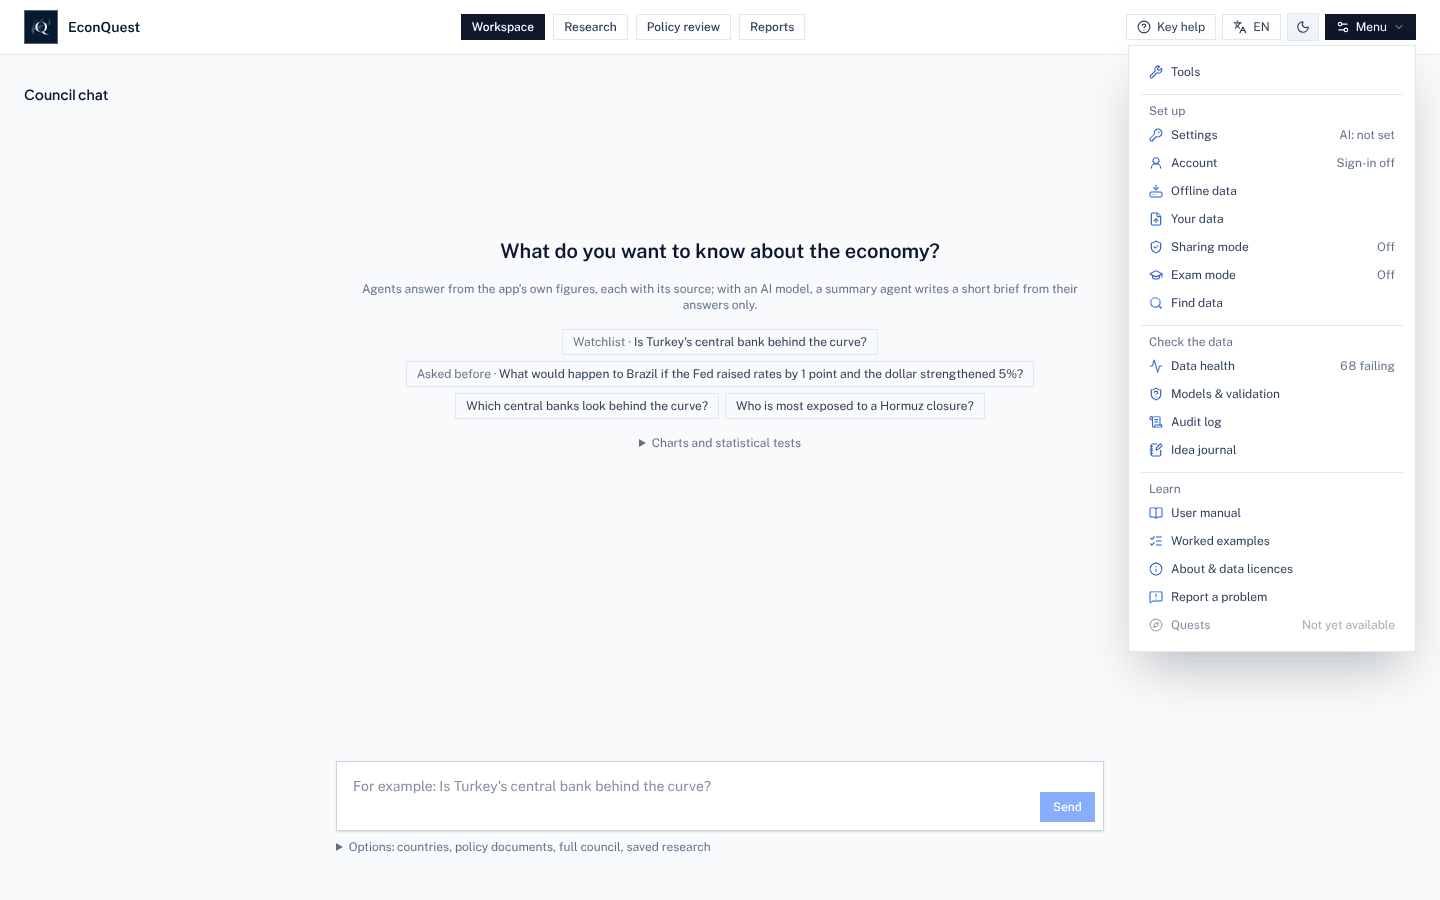 EconQuest
Workspace
Research
Policy review
Reports
Key help
EN
Menu
Council chat
Tools
Set up
Settings
AI: not set
Account
Sign-in off
Offline data
Your data
Sharing mode
Off
Exam mode
Off
Find data
Check the data
Data health
68 failing
Models & validation
Audit log
Idea journal
Learn
User manual
Worked examples
About & data licences
Report a problem
Quests
Not yet available
What do you want to know about the economy?
Agents answer from the app's own figures, each with its source; with an AI model, a summary agent writes a short brief from their
answers only.
Watchlist · Is Turkey's central bank behind the curve?
Asked before · What would happen to Brazil if the Fed raised rates by 1 point and the dollar strengthened 5%?
Which central banks look behind the curve?
Who is most exposed to a Hormuz closure?
Charts and statistical tests
For example: Is Turkey's central bank behind the curve?
Send
Options: countries, policy documents, full council, saved research